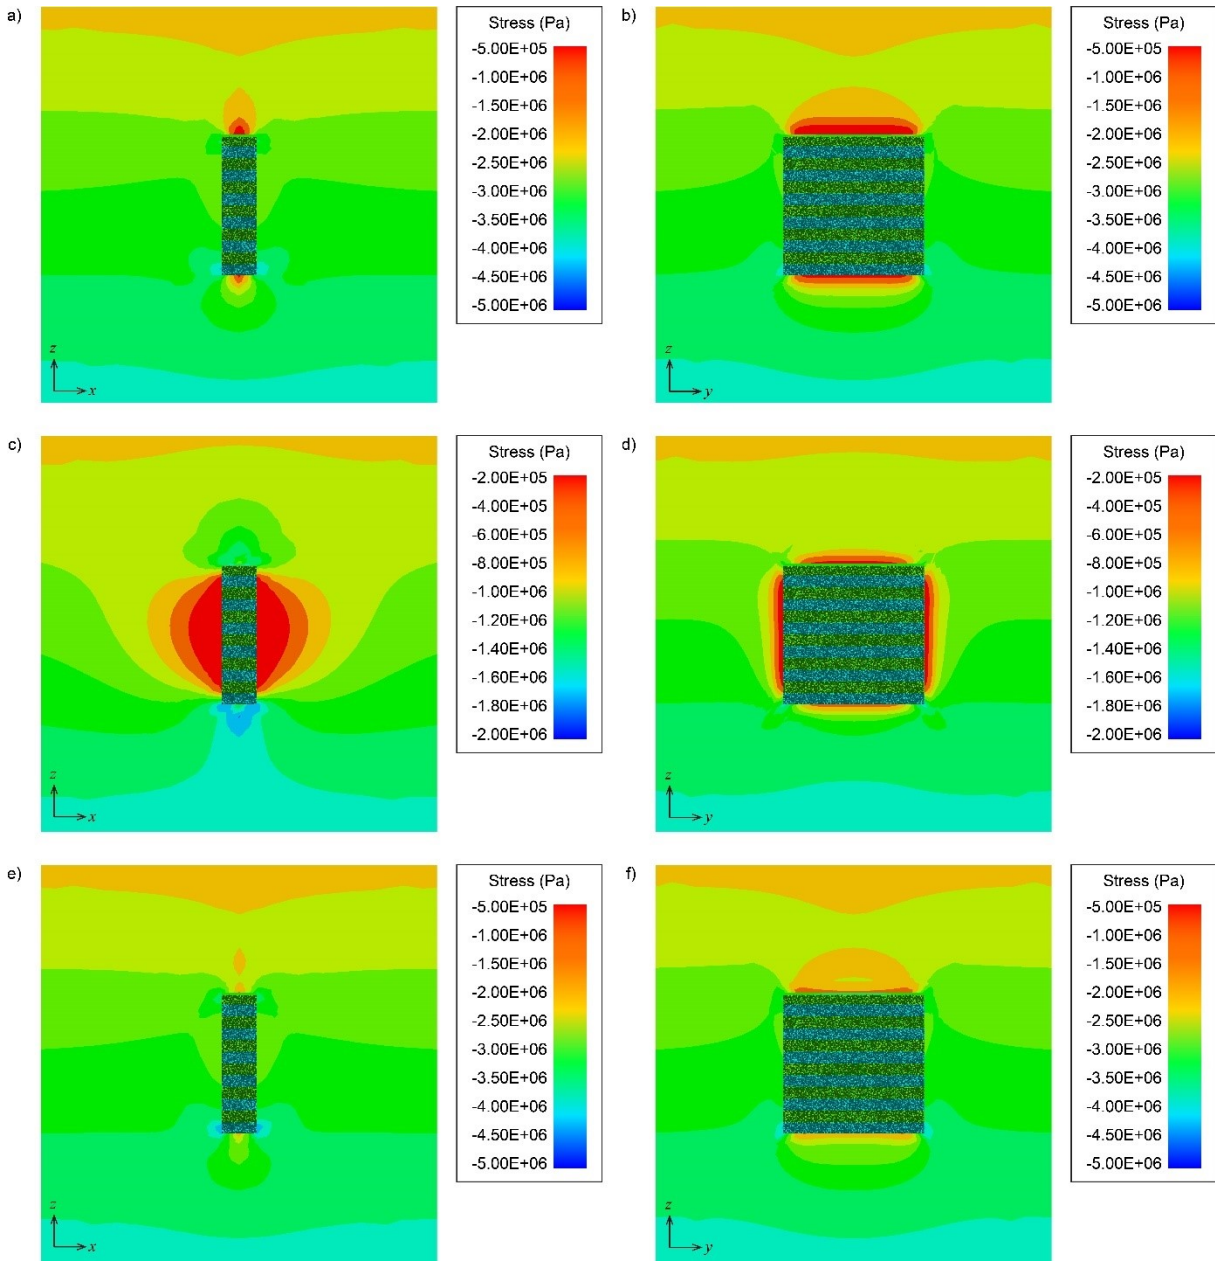 a)
Stress (Pa)
-5.00E+05
-1.00E+06
-1.50E+06
-2.00E+06
-2.50E+06
-3.00E+06
-3.50E+06
-4.00E+06
-4.50E+06
-5.00E+06
z
x
b)
Stress (Pa)
-5.00E+05
-1.00E+06
-1.50E+06
-2.00E+06
-2.50E+06
-3.00E+06
-3.50E+06
-4.00E+06
-4.50E+06
-5.00E+06
z
y
c)
Stress (Pa)
-2.00E+05
-4.00E+05
-6.00E+05
-8.00E+05
-1.00E+06
-1.20E+06
-1.40E+06
-1.60E+06
-1.80E+06
-2.00E+06
z
x
d)
Stress (Pa)
-2.00E+05
-4.00E+05
-6.00E+05
-8.00E+05
-1.00E+06
-1.20E+06
-1.40E+06
-1.60E+06
-1.80E+06
-2.00E+06
z
y
e)
Stress (Pa)
-5.00E+05
-1.00E+06
-1.50E+06
-2.00E+06
-2.50E+06
-3.00E+06
-3.50E+06
-4.00E+06
-4.50E+06
-5.00E+06
z
x
f)
Stress (Pa)
-5.00E+05
-1.00E+06
-1.50E+06
-2.00E+06
-2.50E+06
-3.00E+06
-3.50E+06
-4.00E+06
-4.50E+06
-5.00E+06
z
y